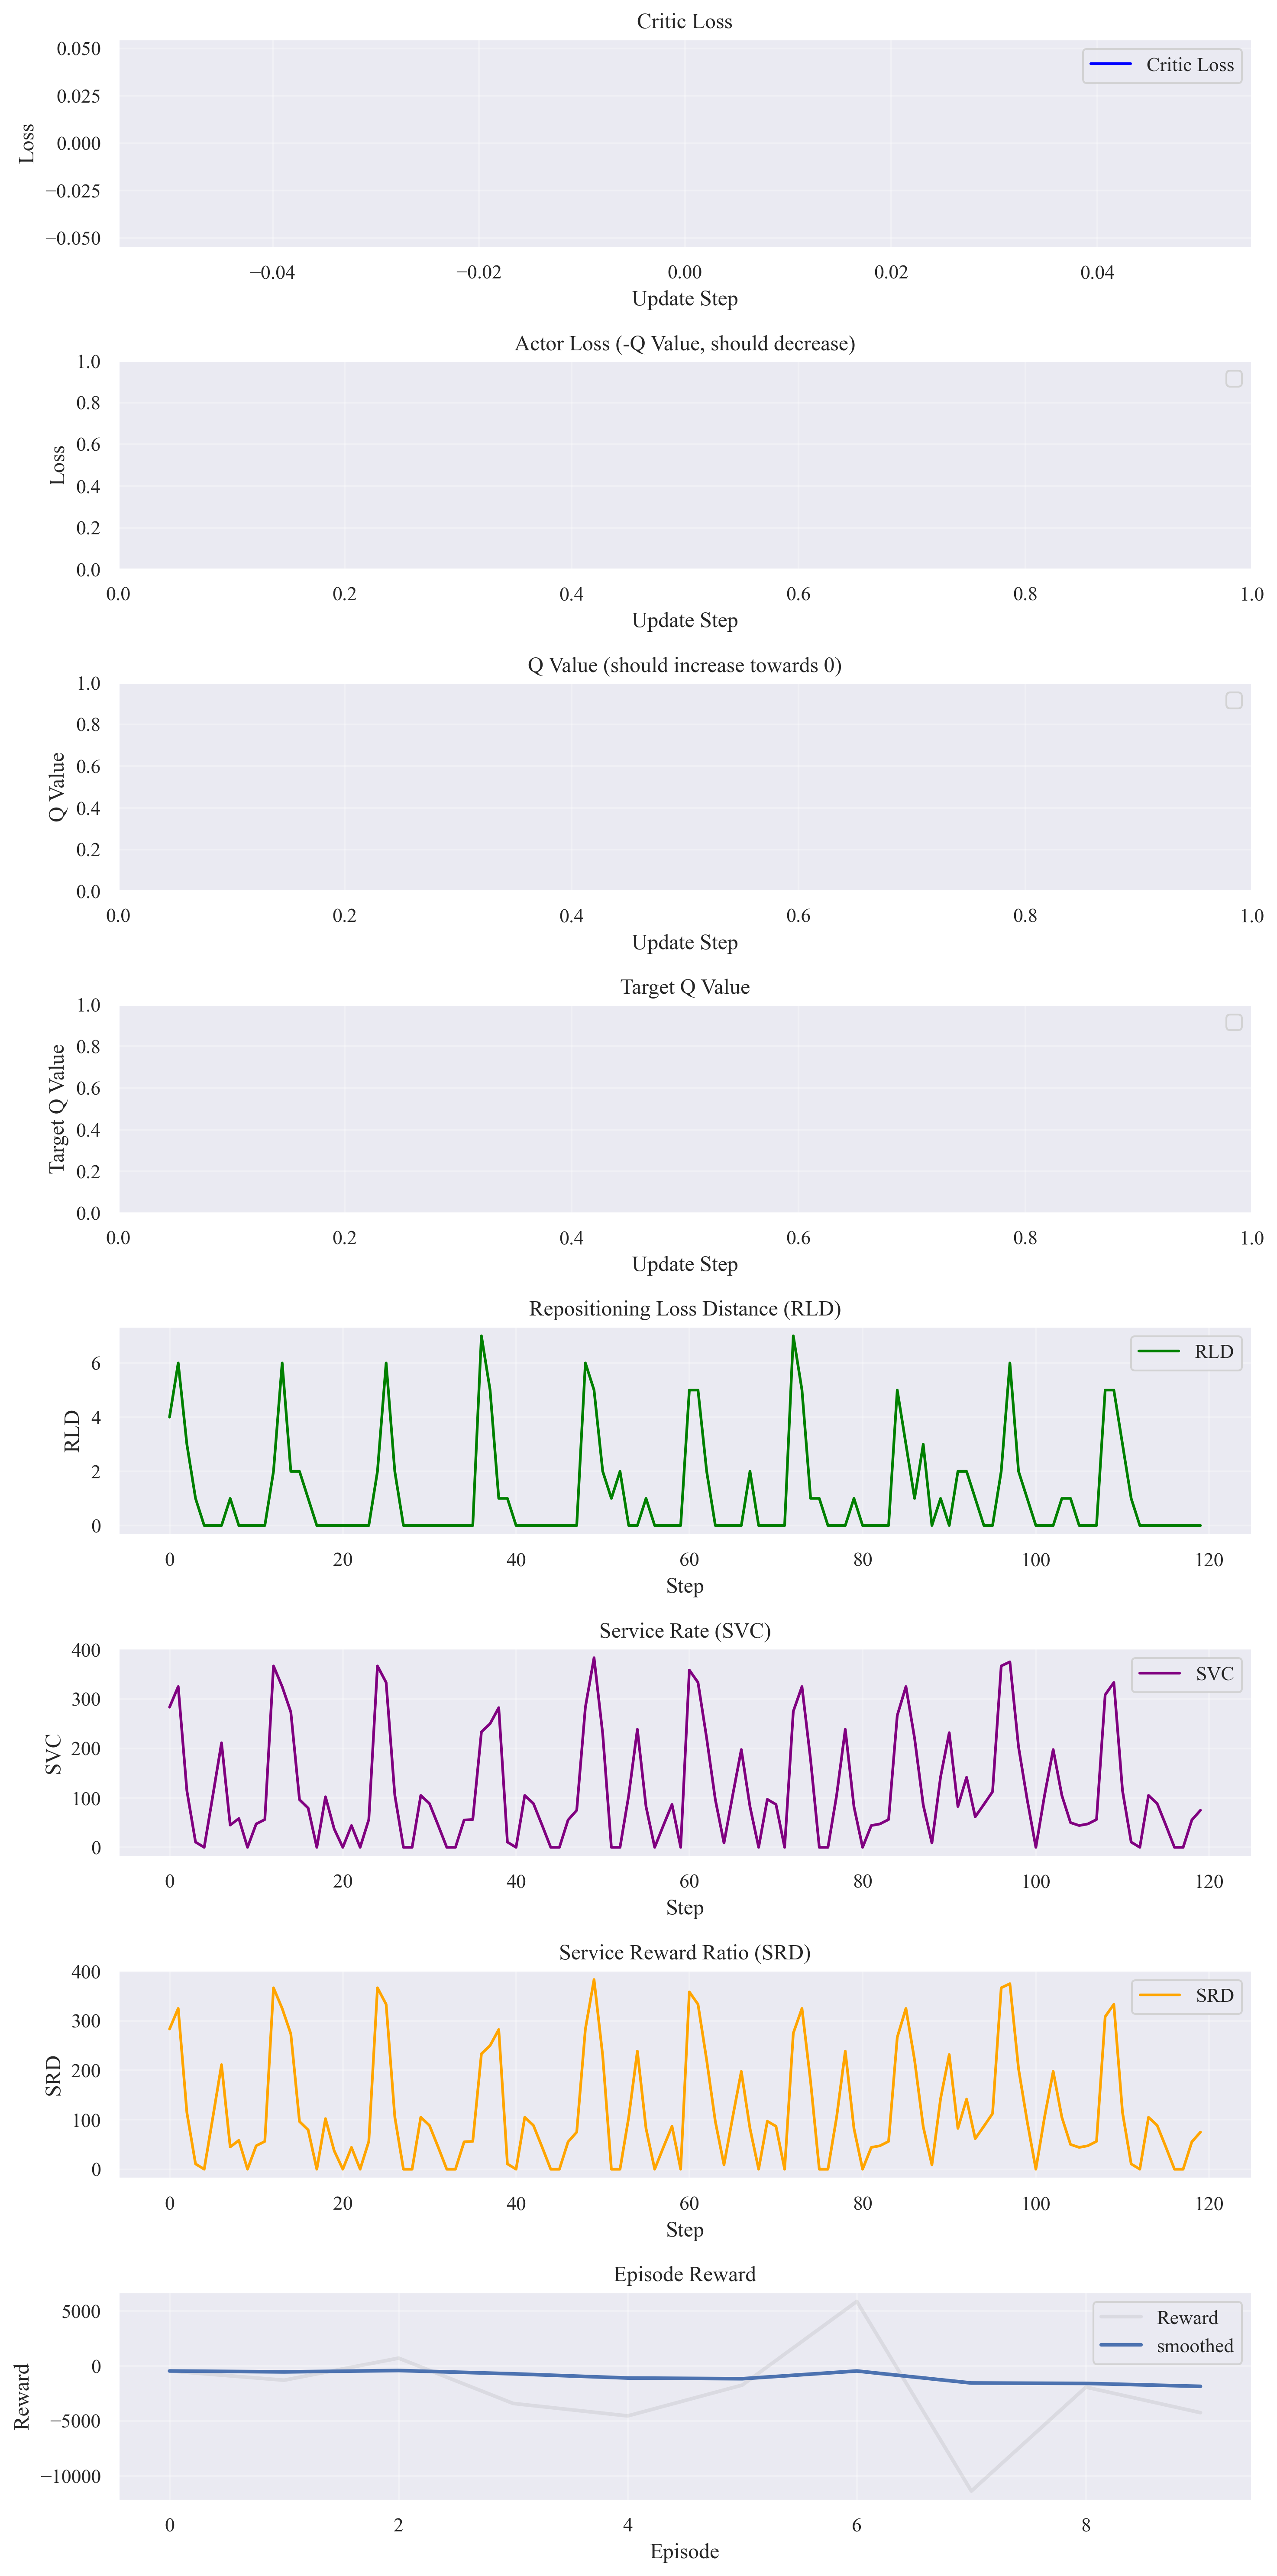 Critic Loss
0.050
0.025
0.000
−0.025
−0.050
Loss
Critic Loss
−0.04 −0.02 0.00 0.02 0.04
Update Step
Actor Loss (-Q Value, should decrease)
1.0
0.8
0.6
0.4
0.2
0.0
Loss
0.0 0.2 0.4 0.6 0.8 1.0
Update Step
Q Value (should increase towards 0)
1.0
0.8
0.6
0.4
0.2
0.0
Q Value
0.0 0.2 0.4 0.6 0.8 1.0
Update Step
Target Q Value
1.0
0.8
0.6
0.4
0.2
0.0
Target Q Value
0.0 0.2 0.4 0.6 0.8 1.0
Update Step
Repositioning Loss Distance (RLD)
6
4
2
0
RLD
RLD
0 20 40 60 80 100 120
Step
Service Rate (SVC)
400
300
200
100
0
SVC
SVC
0 20 40 60 80 100 120
Step
Service Reward Ratio (SRD)
400
300
200
100
0
SRD
SRD
0 20 40 60 80 100 120
Step
Episode Reward
5000
0
−5000
−10000
Reward
Reward
smoothed
0 2 4 6 8
Episode